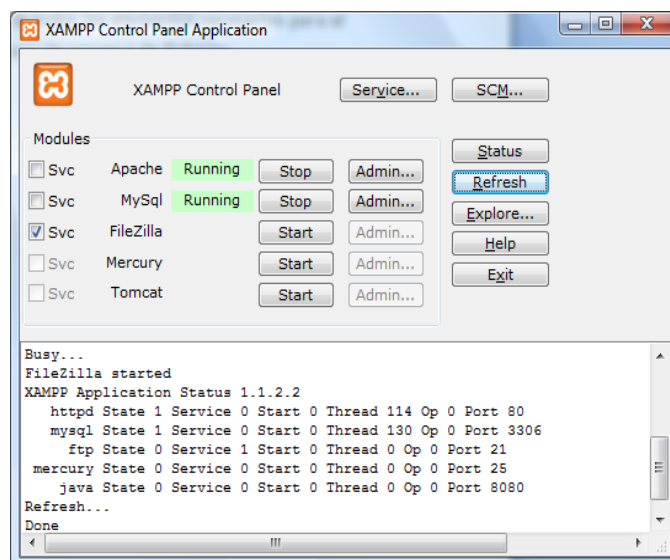 para el
XAMPP Control Panel Application
XAMPP Control Panel Service... SCM...
Modules
Svc Apache Running Stop Admin...
Svc MySql Running Stop Admin...
Svc FileZilla Start Admin...
Svc Mercury Start Admin...
Svc Tomcat Start Admin...
Status
Refresh
Explore...
Help
Exit
Busy...
FileZilla started
XAMPP Application Status 1.1.2.2
httpd State 1 Service 0 Start 0 Thread 114 Op 0 Port 80
mysql State 1 Service 0 Start 0 Thread 130 Op 0 Port 3306
ftp State 0 Service 1 Start 0 Thread 0 Op 0 Port 21
mercury State 0 Service 0 Start 0 Thread 0 Op 0 Port 25
java State 0 Service 0 Start 0 Thread 0 Op 0 Port 8080
Refresh...
Done